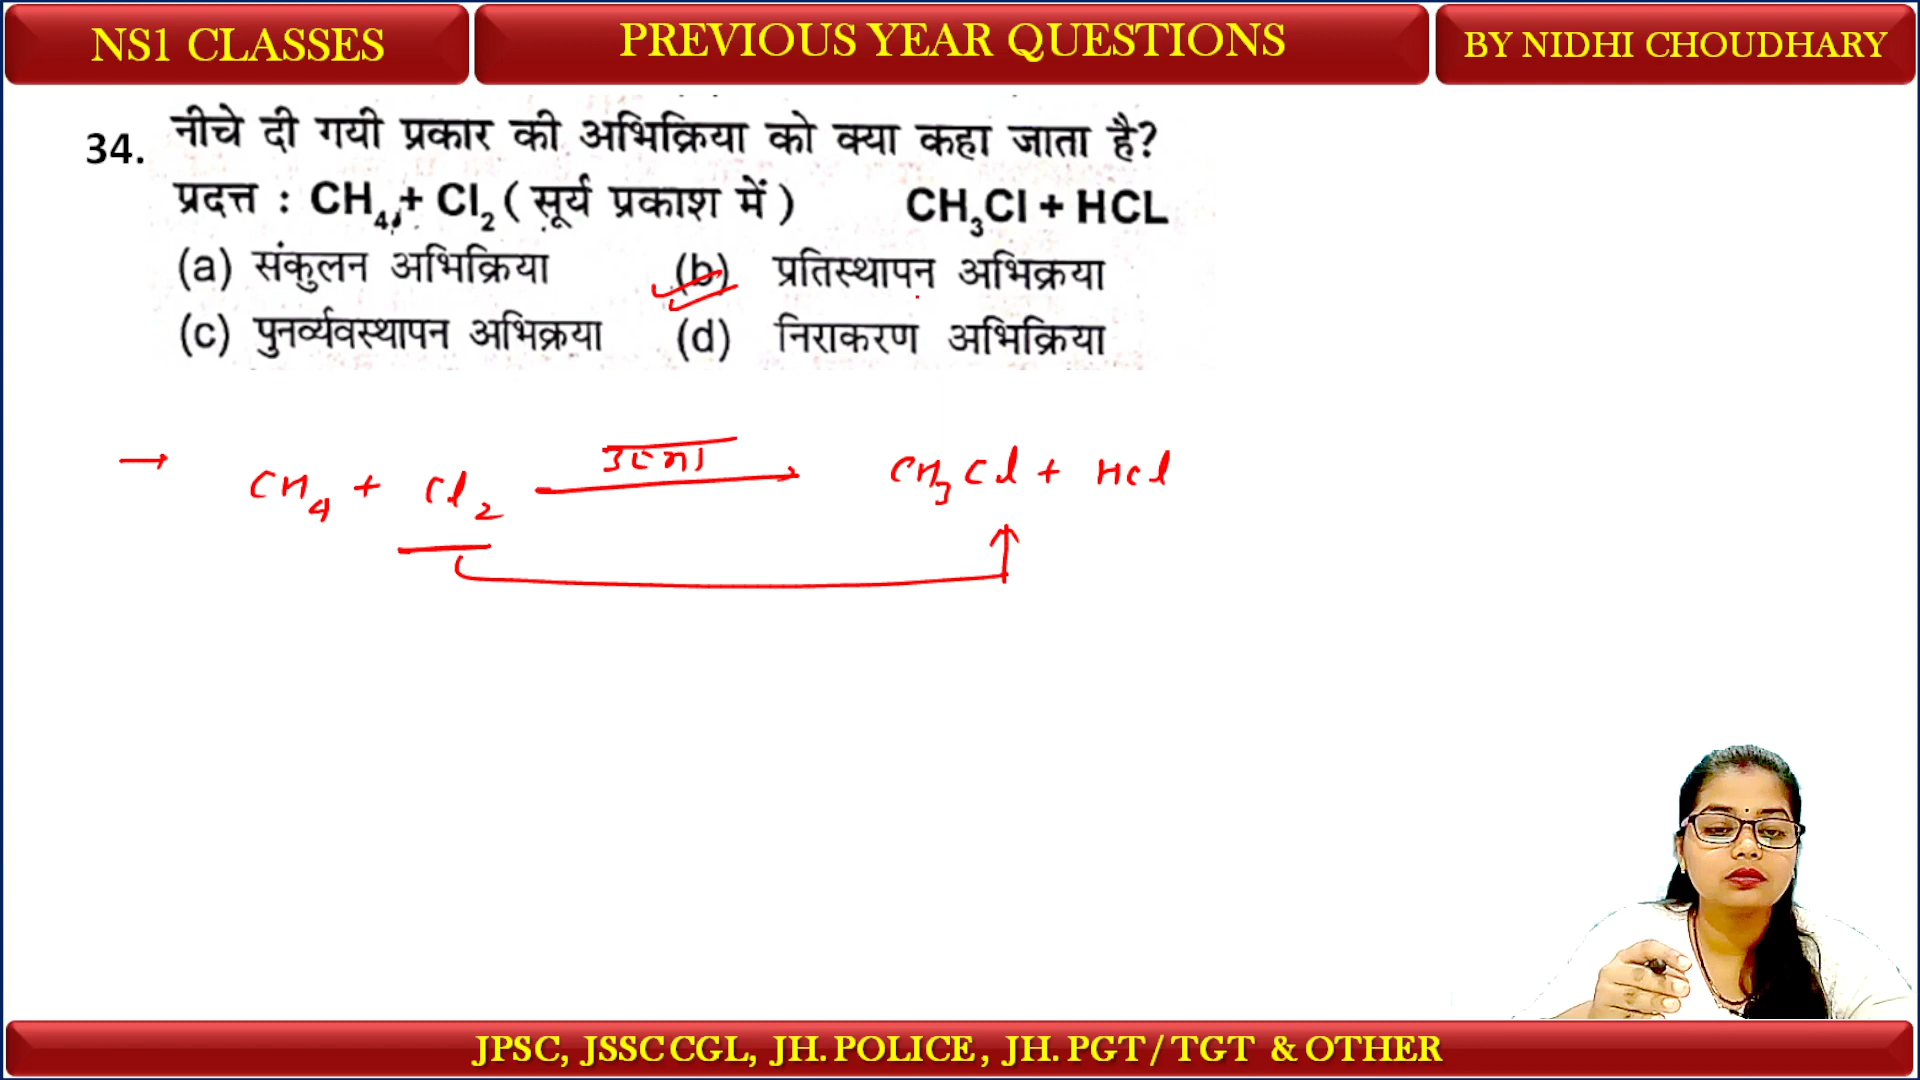 NS1 CLASSES
PREVIOUS YEAR QUESTIONS
BY NIDHI CHOUDHARY
34. नीचे दी गयी प्रकार की अभिक्रिया को क्या कहा जाता है?
प्रदत्त : CH₄ + Cl₂ ( सूर्य प्रकाश में ) CH₃Cl + HCL
(a) संकुलन अभिक्रिया (b) प्रतिस्थापन अभिक्रया
(c) पुनर्व्यवस्थापन अभिक्रया (d) निराकरण अभिक्रिया
→ CH₄ + Cl₂ → CH₃Cl + HCl
JPSC, JSSC CGL, JH. POLICE, JH. PGT / TGT & OTHER